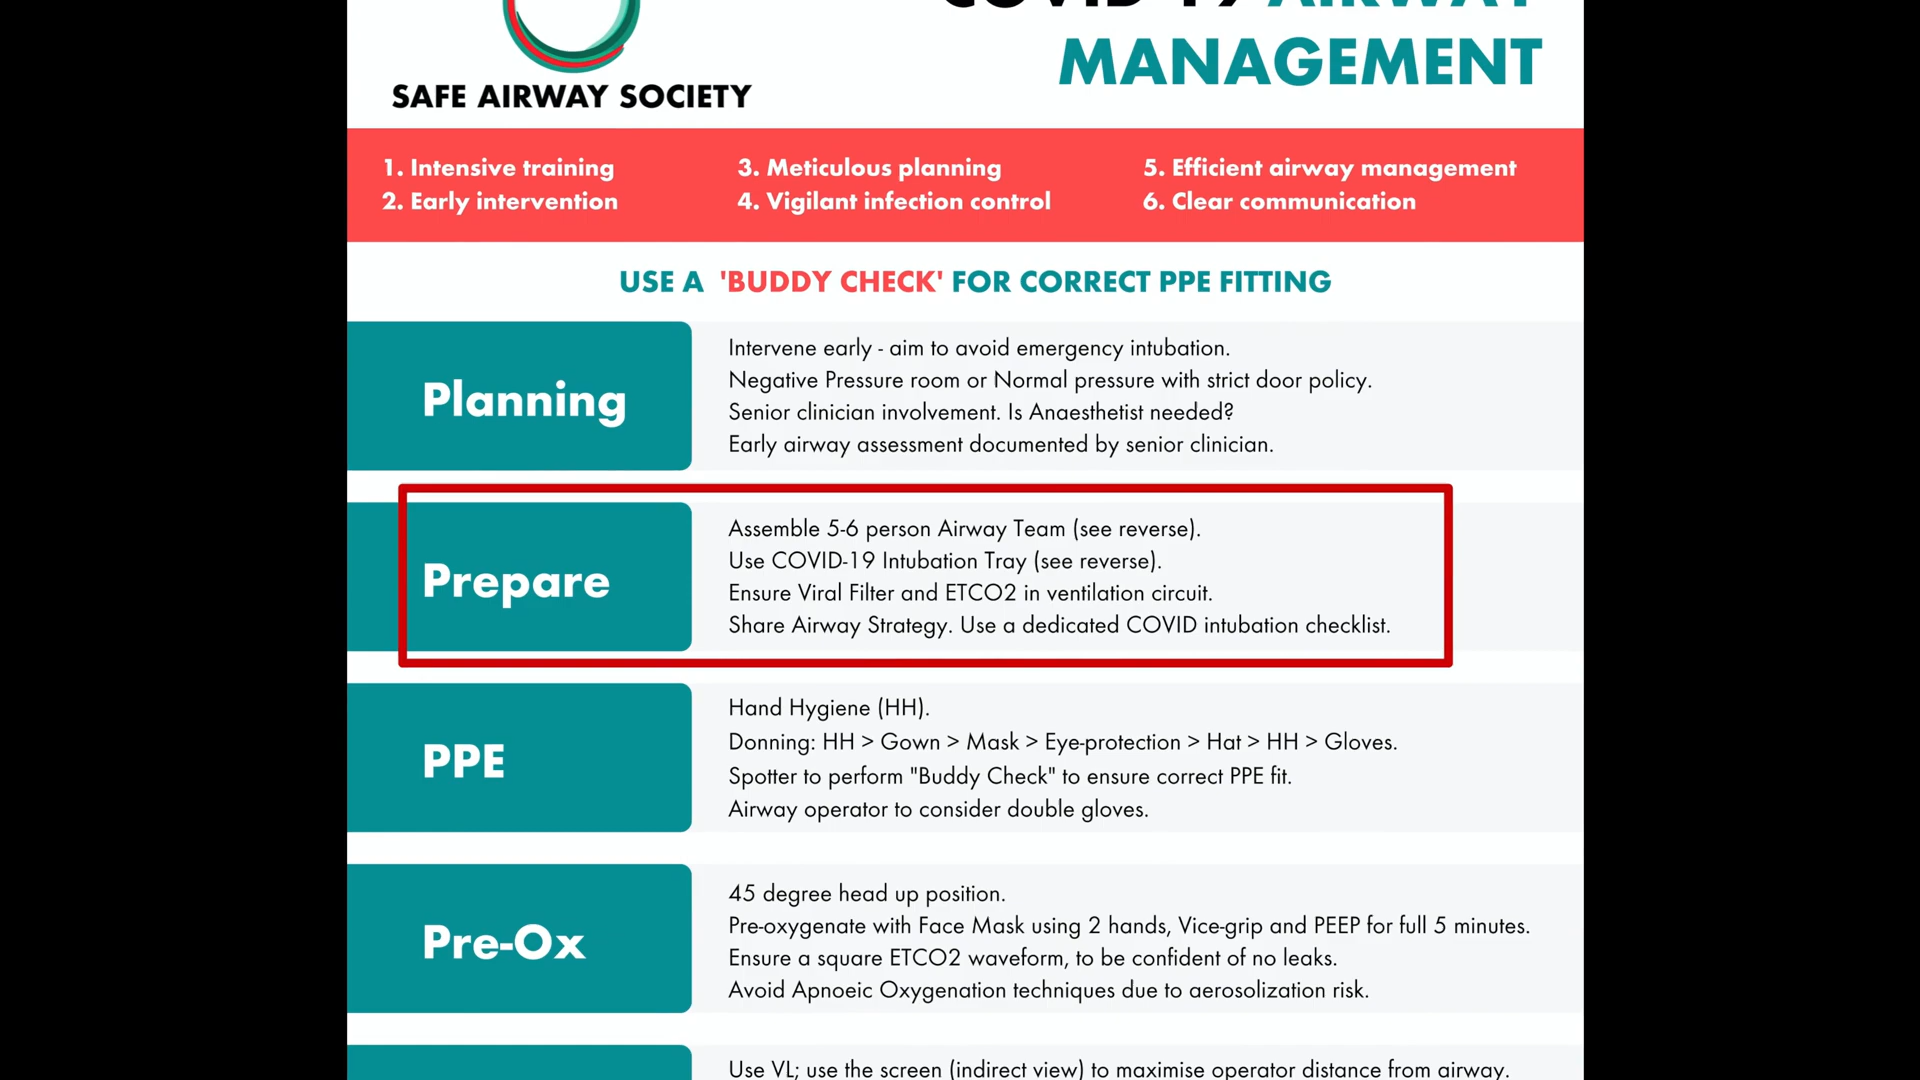 COVID-19 AIRWAY
MANAGEMENT
SAFE AIRWAY SOCIETY
1. Intensive training
2. Early intervention
3. Meticulous planning
4. Vigilant infection control
5. Efficient airway management
6. Clear communication
USE A 'BUDDY CHECK' FOR CORRECT PPE FITTING
Planning
Intervene early - aim to avoid emergency intubation.
Negative Pressure room or Normal pressure with strict door policy.
Senior clinician involvement. Is Anaesthetist needed?
Early airway assessment documented by senior clinician.
Prepare
Assemble 5-6 person Airway Team (see reverse).
Use COVID-19 Intubation Tray (see reverse).
Ensure Viral Filter and ETCO2 in ventilation circuit.
Share Airway Strategy. Use a dedicated COVID intubation checklist.
PPE
Hand Hygiene (HH).
Donning: HH > Gown > Mask > Eye-protection > Hat > HH > Gloves.
Spotter to perform "Buddy Check" to ensure correct PPE fit.
Airway operator to consider double gloves.
Pre-Ox
45 degree head up position.
Pre-oxygenate with Face Mask using 2 hands, Vice-grip and PEEP for full 5 minutes.
Ensure a square ETCO2 waveform, to be confident of no leaks.
Avoid Apnoeic Oxygenation techniques due to aerosolization risk.
Use VL; use the screen (indirect view) to maximise operator distance from airway.